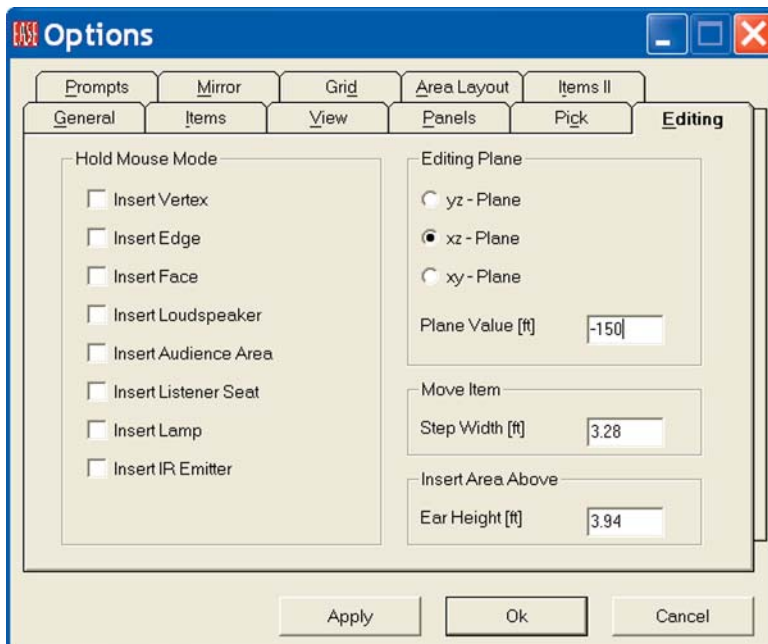 EASE Options
Prompts Mirror Grid Area Layout Items II
General Items View Panels Pick Editing
Hold Mouse Mode
Insert Vertex
Insert Edge
Insert Face
Insert Loudspeaker
Insert Audience Area
Insert Listener Seat
Insert Lamp
Insert IR Emitter
Editing Plane
yz - Plane
xz - Plane
xy - Plane
Plane Value [ft] -150
Move Item
Step Width [ft] 3.28
Insert Area Above
Ear Height [ft] 3.94
Apply Ok Cancel